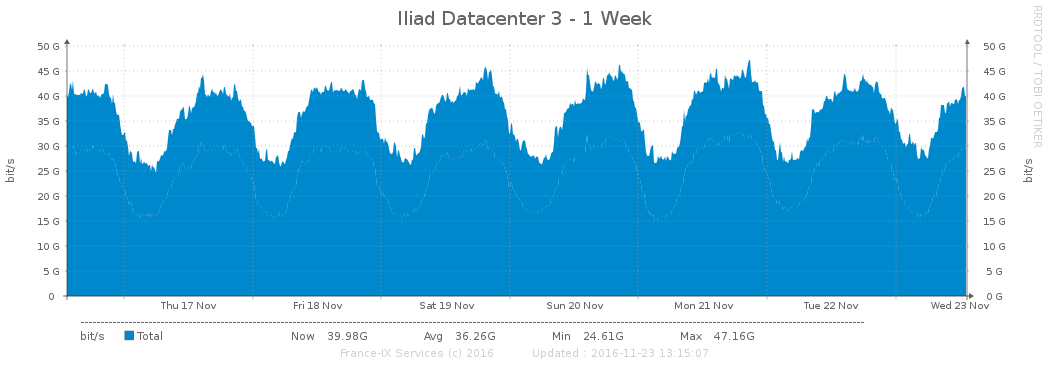 Iliad Datacenter 3 - 1 Week
RRDTOOL / TOBI OETIKER
50 G 50 G
45 G 45 G
40 G 40 G
35 G 35 G
30 G 30 G
25 G 25 G
20 G 20 G
15 G 15 G
10 G 10 G
5 G 5 G
0 0 G
bit/s bit/s
Thu 17 Nov Fri 18 Nov Sat 19 Nov Sun 20 Nov Mon 21 Nov Tue 22 Nov Wed 23 Nov
bit/s Total Now 39.98G Avg 36.26G Min 24.61G Max 47.16G
France-IX Services (c) 2016 Updated : 2016-11-23 13:15:07